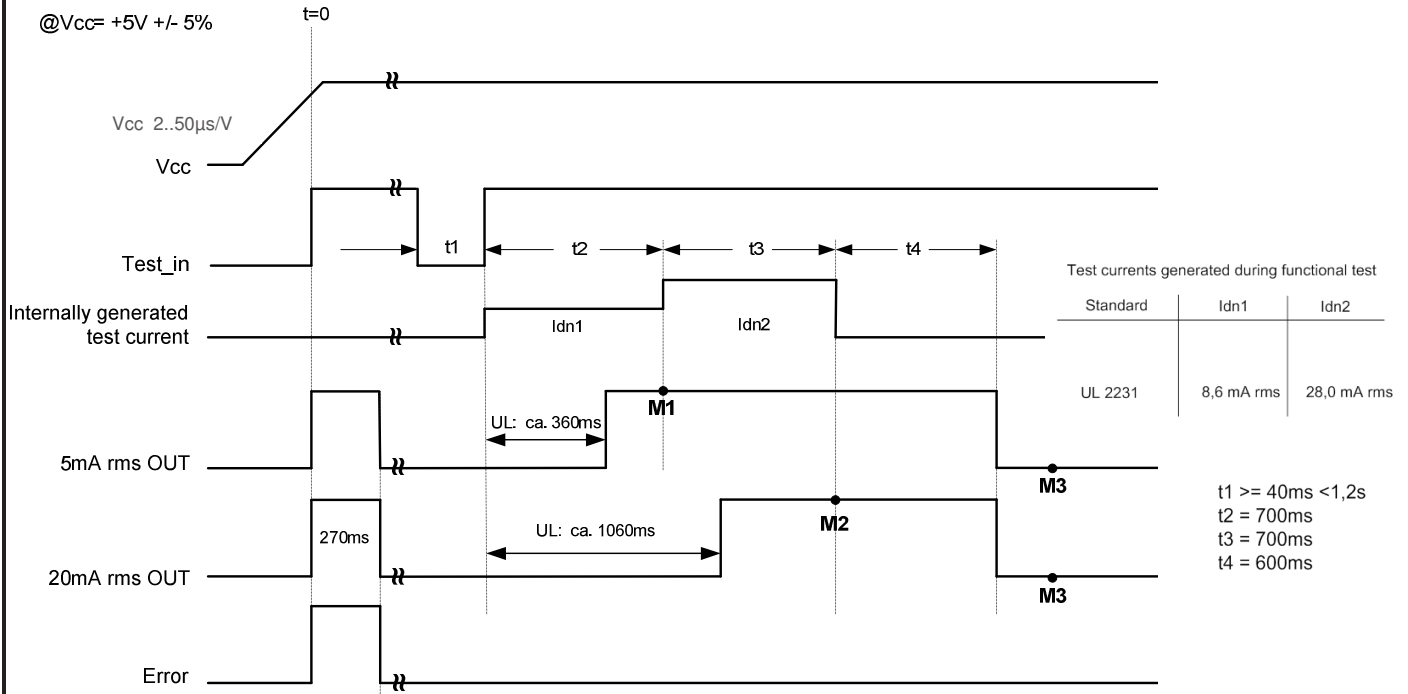 @Vcc= +5V +/- 5%
t=0
Vcc 2..50µs/V
Vcc
Test_in
t1
t2
t3
t4
Internally generated
test current
Idn1
Idn2
Test currents generated during functional test
Standard Idn1 Idn2
UL 2231 8,6 mA rms 28,0 mA rms
M1
UL: ca. 360ms
5mA rms OUT
M3
270ms
UL: ca. 1060ms
M2
20mA rms OUT
M3
t1 >= 40ms <1,2s
t2 = 700ms
t3 = 700ms
t4 = 600ms
Error